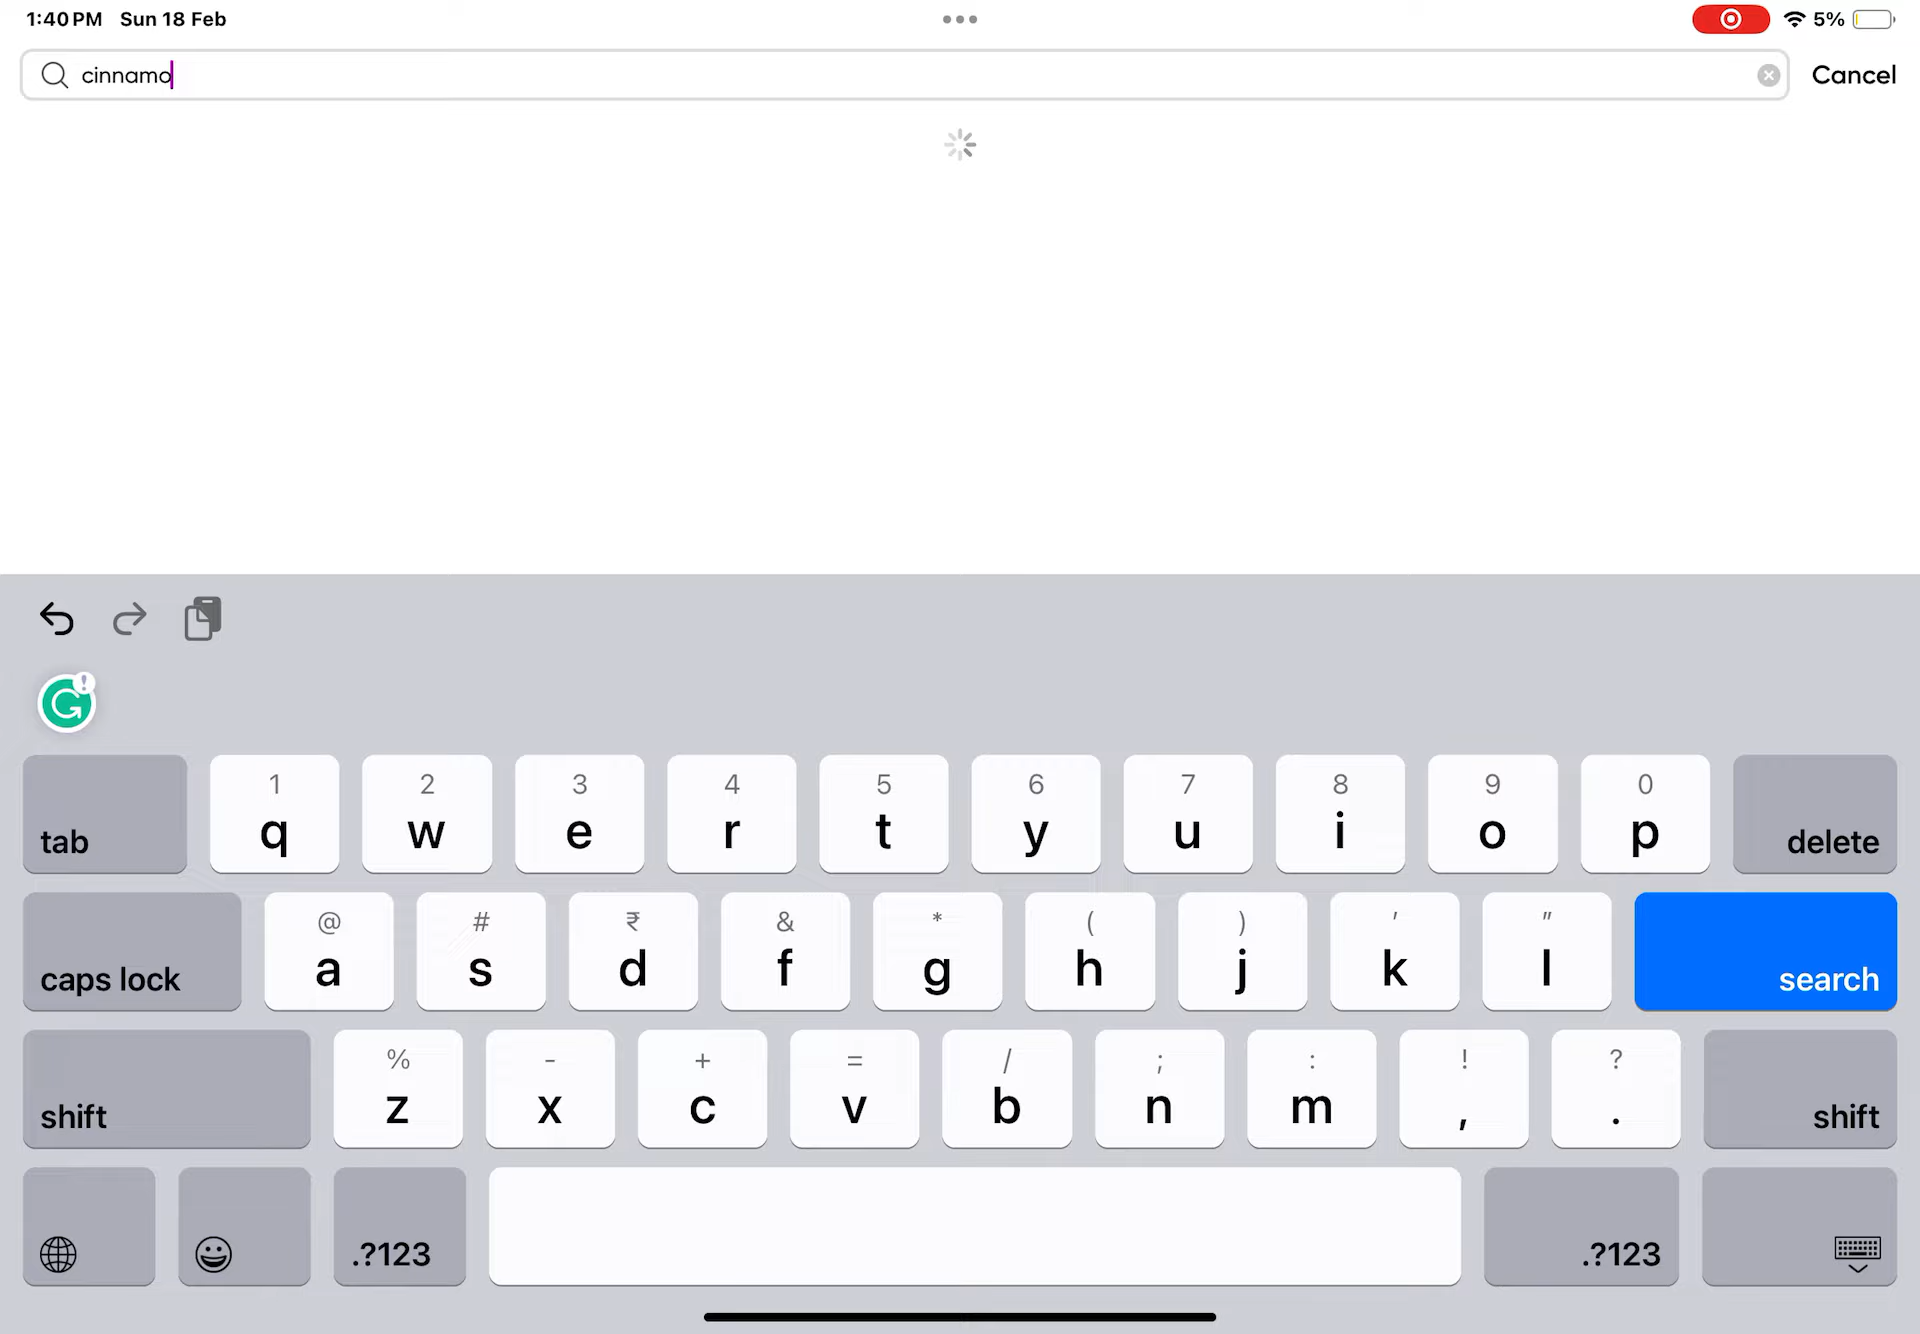 1:40 PM Sun 18 Feb
5%
cinnamo
Cancel
1 2 3 4 5 6 7 8 9 0
tab q w e r t y u i o p delete
@ # ₹ & * ( ) ' "
caps lock a s d f g h j k l search
% - + = / ; : ! ?
shift z x c v b n m , . shift
.?123 .?123